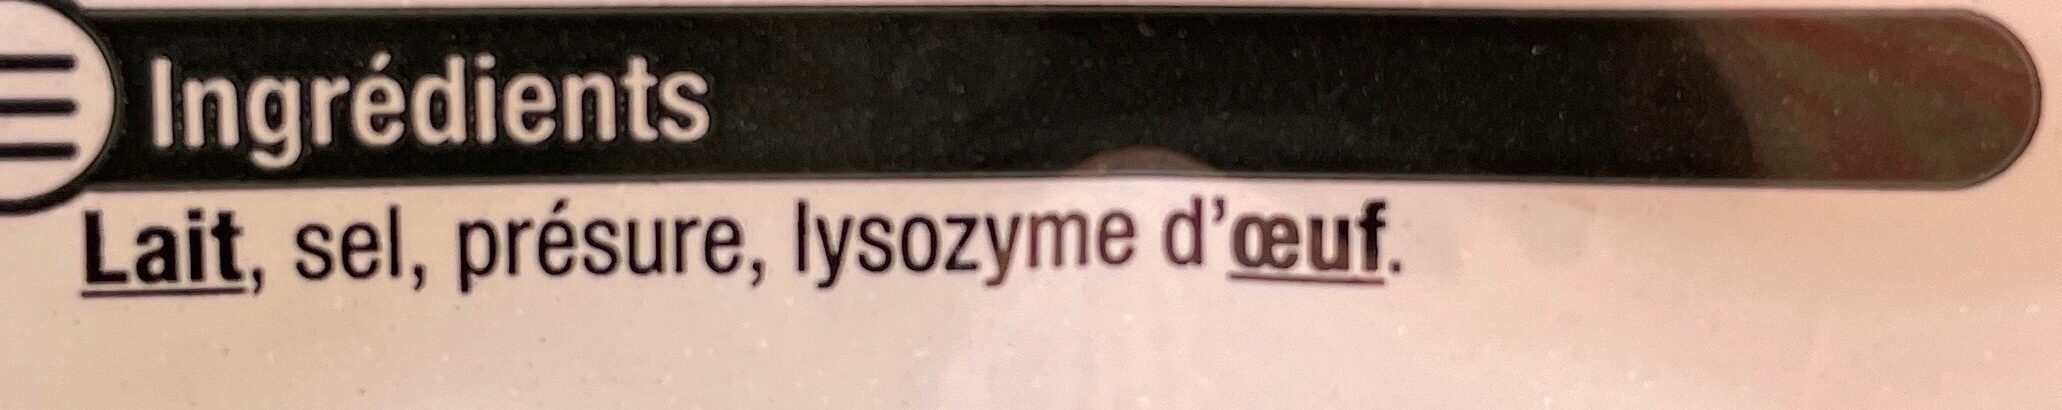 Ingrédients
Lait, sel, présure, lysozyme d’œuf.